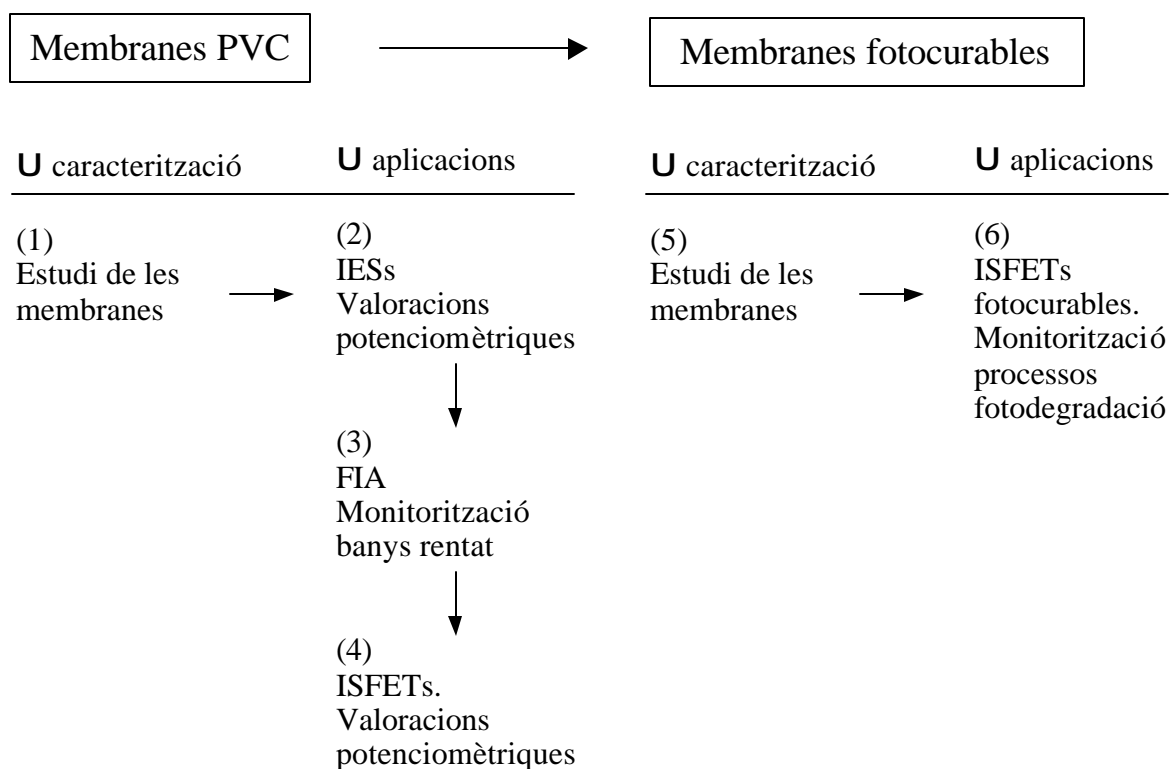 Membranes PVC
Membranes fotocurables
U caracterització
U aplicacions
U caracterització
U aplicacions
(1)
Estudi de les
membranes
(2)
IESs
Valoracions
potenciomètriques
(3)
FIA
Monitorització
banys rentat
(4)
ISFETs.
Valoracions
potenciomètriques
(5)
Estudi de les
membranes
(6)
ISFETs
fotocurables.
Monitorització
processos
fotodegradació